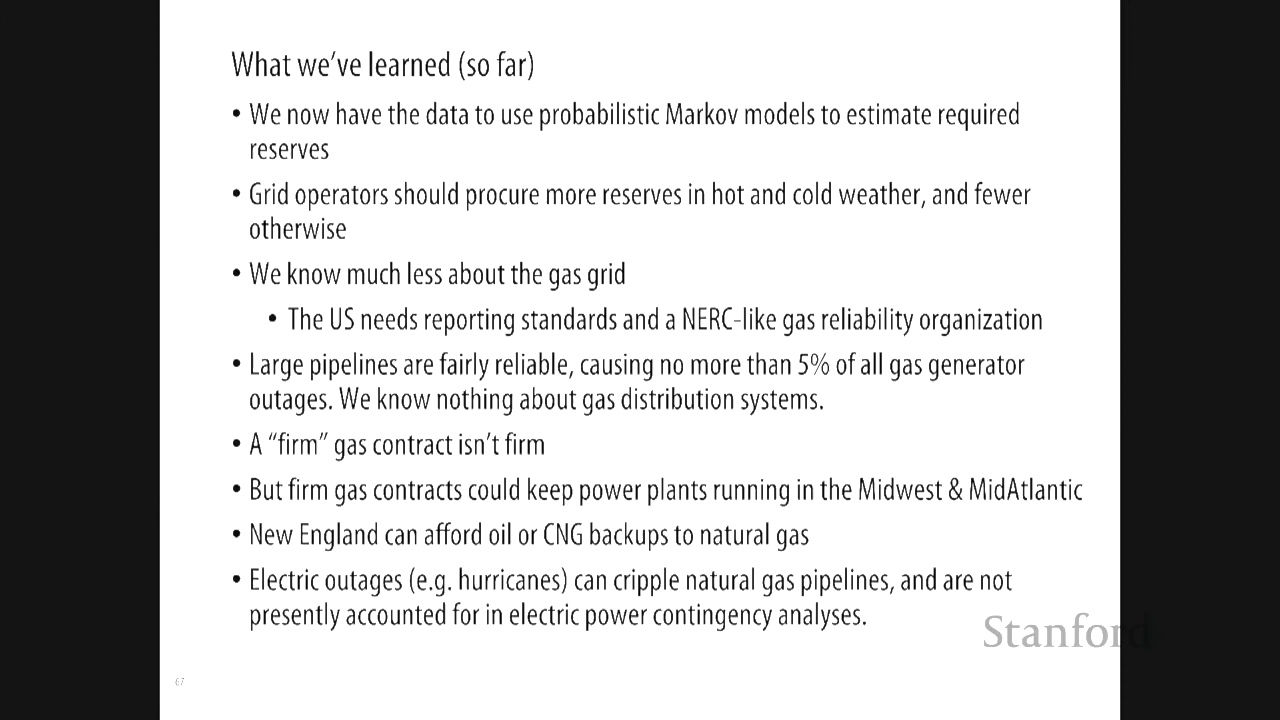 What we've learned (so far)
• We now have the data to use probabilistic Markov models to estimate required
reserves
• Grid operators should procure more reserves in hot and cold weather, and fewer
otherwise
• We know much less about the gas grid
• The US needs reporting standards and a NERC-like gas reliability organization
• Large pipelines are fairly reliable, causing no more than 5% of all gas generator
outages. We know nothing about gas distribution systems.
• A “firm” gas contract isn't firm
• But firm gas contracts could keep power plants running in the Midwest & MidAtlantic
• New England can afford oil or CNG backups to natural gas
• Electric outages (e.g. hurricanes) can cripple natural gas pipelines, and are not
presently accounted for in electric power contingency analyses.
Stanford
67